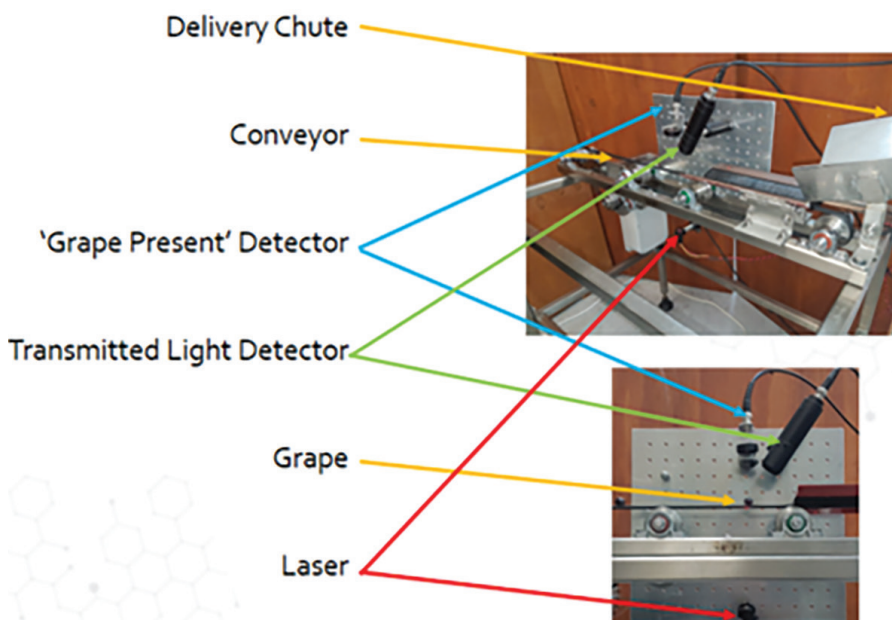 Delivery Chute
Conveyor
‘Grape Present’ Detector
Transmitted Light Detector
Grape
Laser